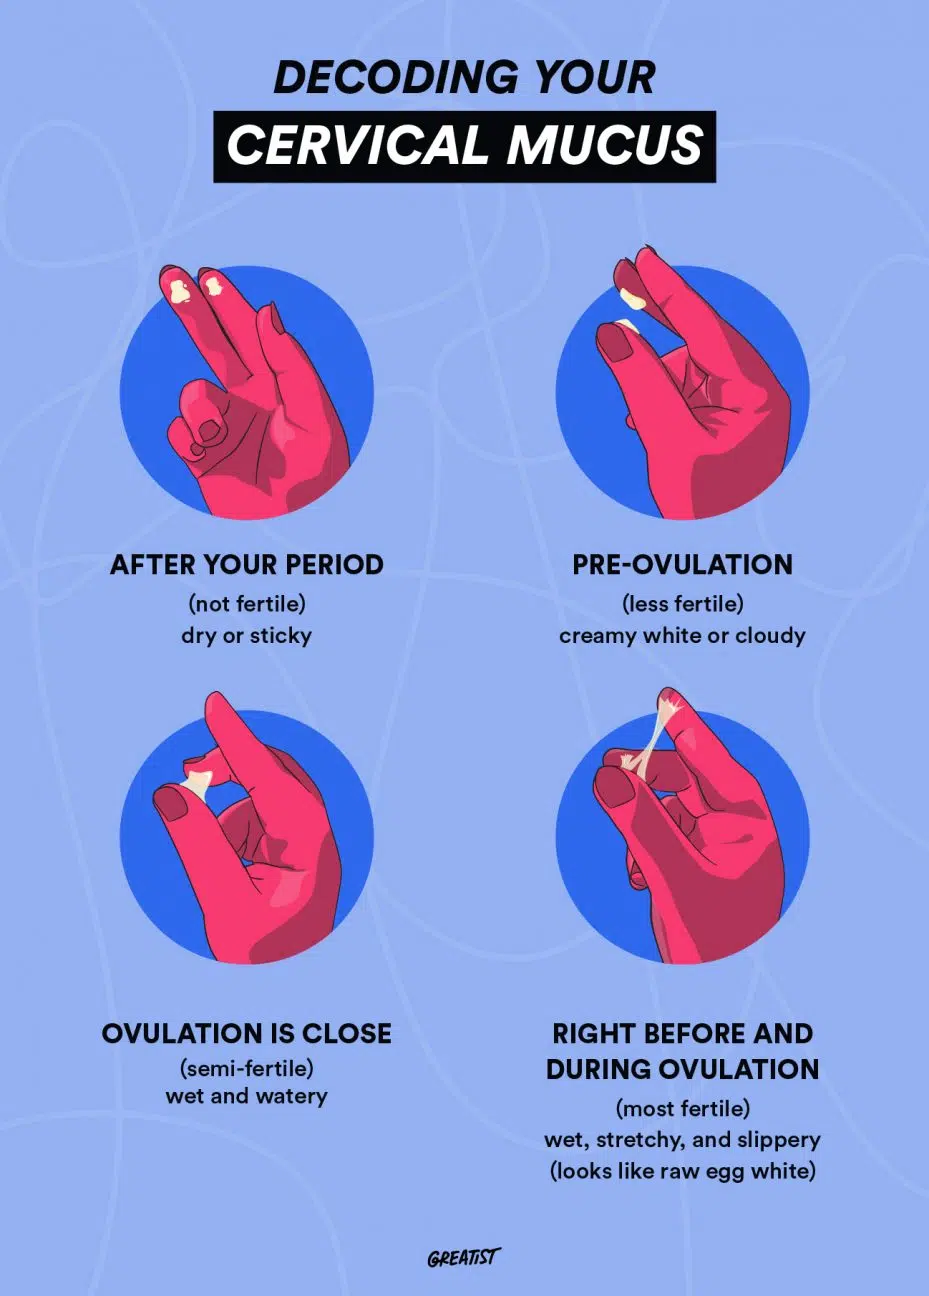 DECODING YOUR
CERVICAL MUCUS
AFTER YOUR PERIOD
(not fertile)
dry or sticky
PRE-OVULATION
(less fertile)
creamy white or cloudy
OVULATION IS CLOSE
(semi-fertile)
wet and watery
RIGHT BEFORE AND
DURING OVULATION
(most fertile)
wet, stretchy, and slippery
(looks like raw egg white)
GREATIST